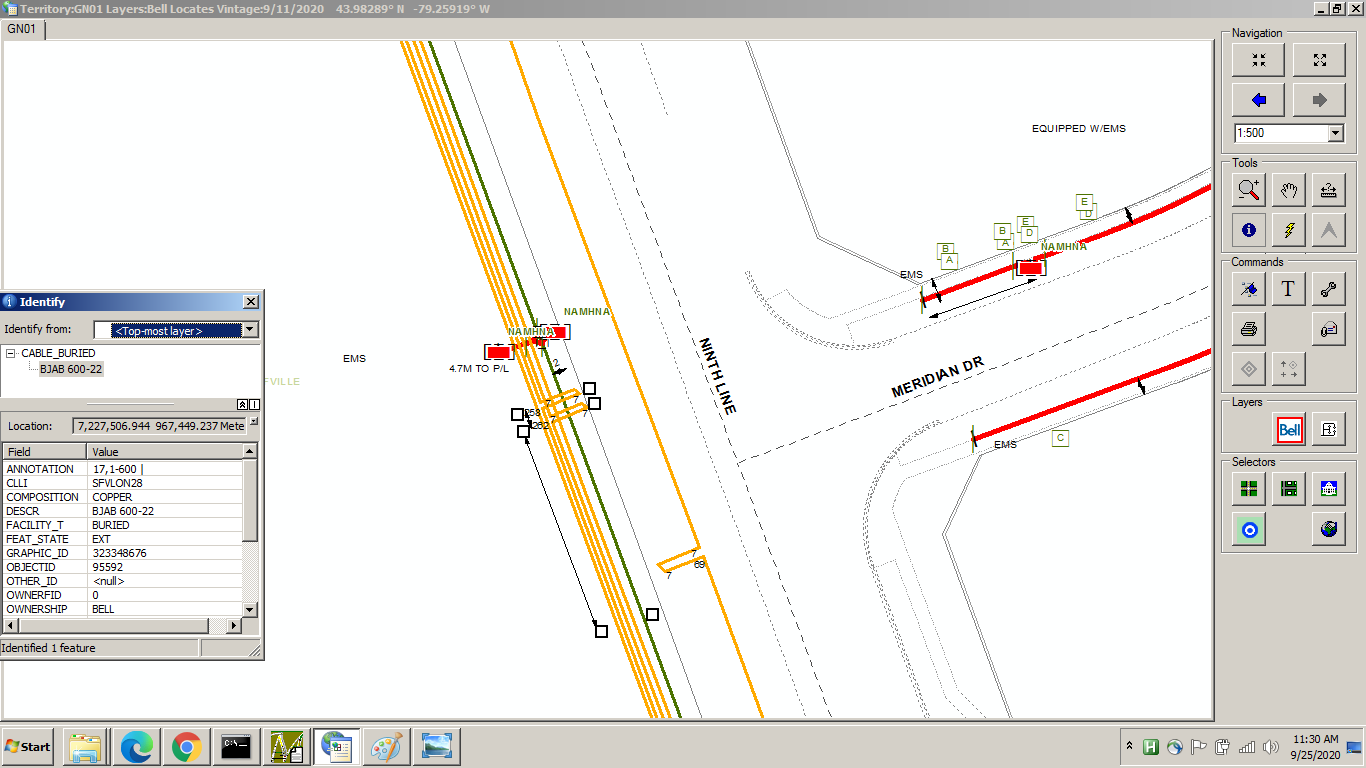 Territory:GN01 Layers:Bell Locates Vintage:9/11/2020 43.98289° N -79.25919° W
GN01
Navigation
1:500
Tools
Commands
T
Layers
Bell
Selectors
EQUIPPED W/EMS
E
D
E
B
D
A
NAMHNA
B
A
EMS
NAMHNA
NAMHNA
EMS
4.7M TO P/L
2
NINTH LINE
MERIDIAN DR
7
7
7
7
258
262
EMS
C
7
69
7
FVILLE
Identify
Identify from: <Top-most layer>
CABLE_BURIED
BJAB 600-22
Location: 7,227,506.944 967,449.237 Mete
Field Value
ANNOTATION 17,1-600 |
CLLI SFVLON28
COMPOSITION COPPER
DESCR BJAB 600-22
FACILITY_T BURIED
FEAT_STATE EXT
GRAPHIC_ID 323348676
OBJECTID 95592
OTHER_ID <null>
OWNERFID 0
OWNERSHIP BELL
Identified 1 feature
Start
C:\_
H
11:30 AM
9/25/2020